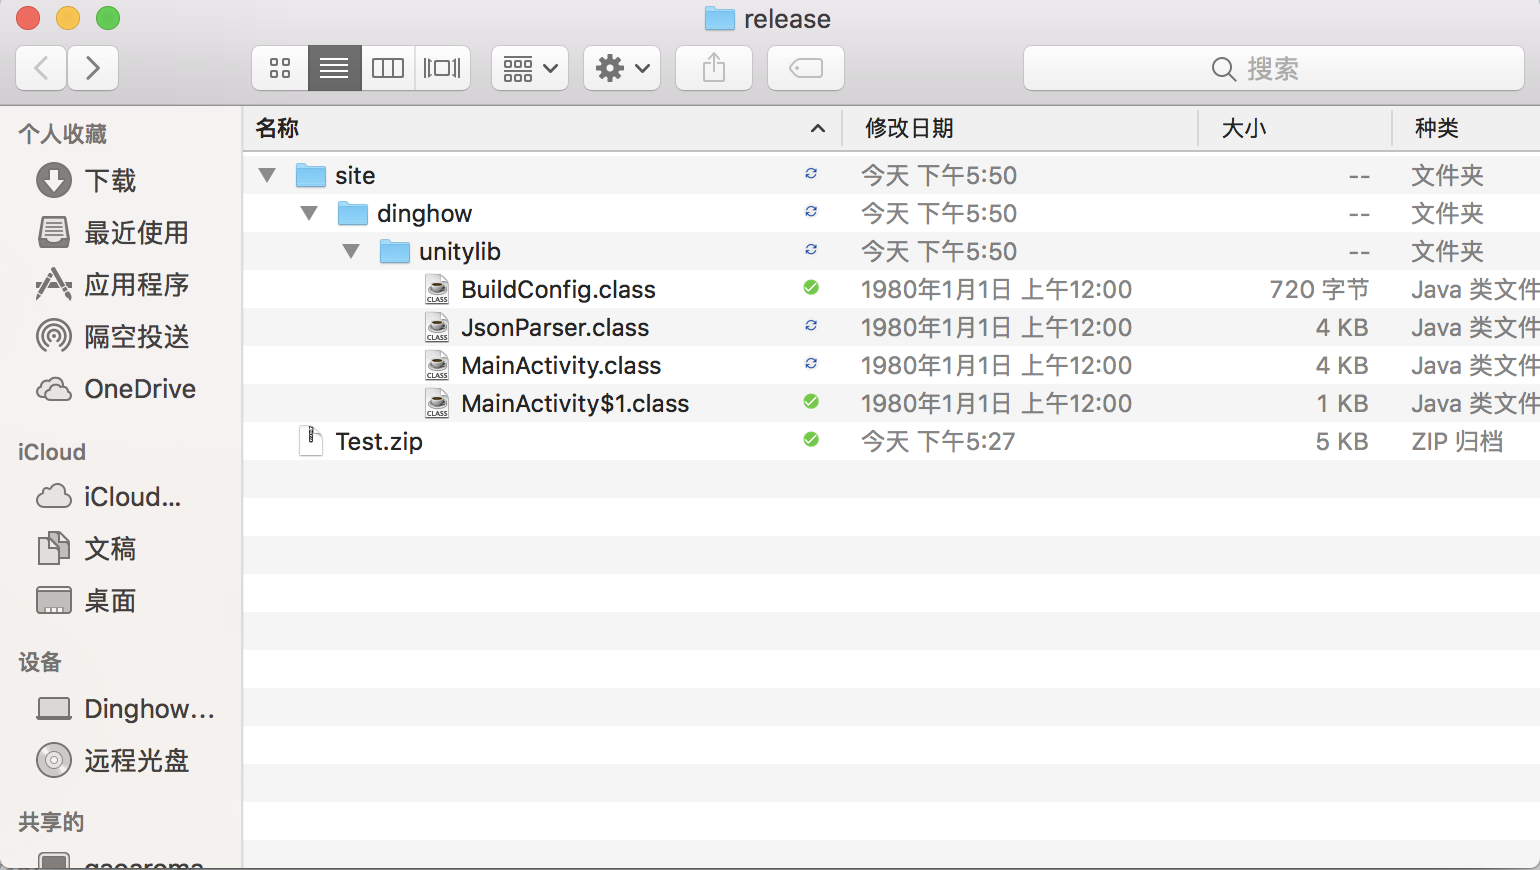 release
搜索
个人收藏
下载
最近使用
应用程序
隔空投送
OneDrive
iCloud
iCloud...
文稿
桌面
设备
Dinghow...
远程光盘
共享的
名称 修改日期 大小 种类
site 今天 下午5:50 -- 文件夹
dinghow 今天 下午5:50 -- 文件夹
unitylib 今天 下午5:50 -- 文件夹
CLASS BuildConfig.class 1980年1月1日 上午12:00 720 字节 Java 类文件
CLASS JsonParser.class 1980年1月1日 上午12:00 4 KB Java 类文件
CLASS MainActivity.class 1980年1月1日 上午12:00 4 KB Java 类文件
CLASS MainActivity$1.class 1980年1月1日 上午12:00 1 KB Java 类文件
Test.zip 今天 下午5:27 5 KB ZIP 归档